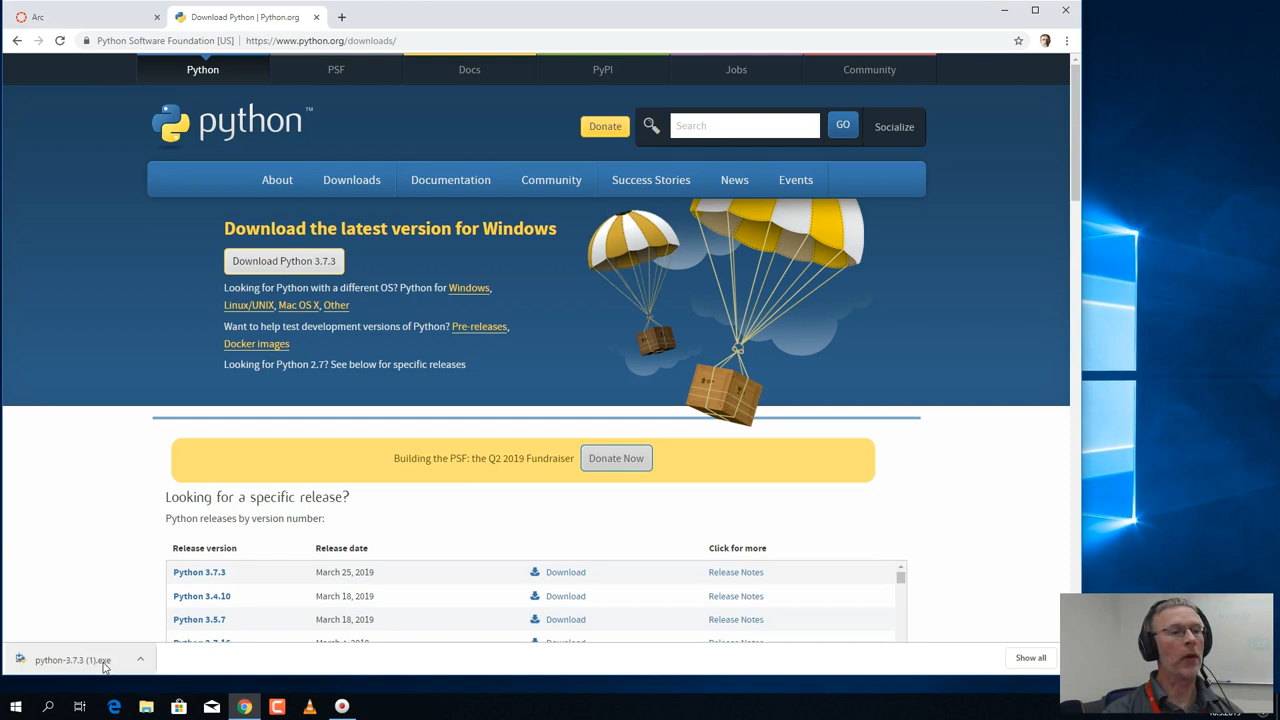 Arc
Download Python | Python.org
Python Software Foundation [US]
https://www.python.org/downloads/
Python
PSF
Docs
PyPI
Jobs
Community
python™
Donate
Search
GO
Socialize
About
Downloads
Documentation
Community
Success Stories
News
Events
Download the latest version for Windows
Download Python 3.7.3
Looking for Python with a different OS? Python for Windows,
Linux/UNIX, Mac OS X, Other
Want to help test development versions of Python? Pre-releases,
Docker images
Looking for Python 2.7? See below for specific releases
Building the PSF: the Q2 2019 Fundraiser
Donate Now
Looking for a specific release?
Python releases by version number:
Release version Release date Click for more
Python 3.7.3 March 25, 2019 Download Release Notes
Python 3.4.10 March 18, 2019 Download Release Notes
Python 3.5.7 March 18, 2019 Download Release Notes
python-3.7.3 (1).exe
Show all